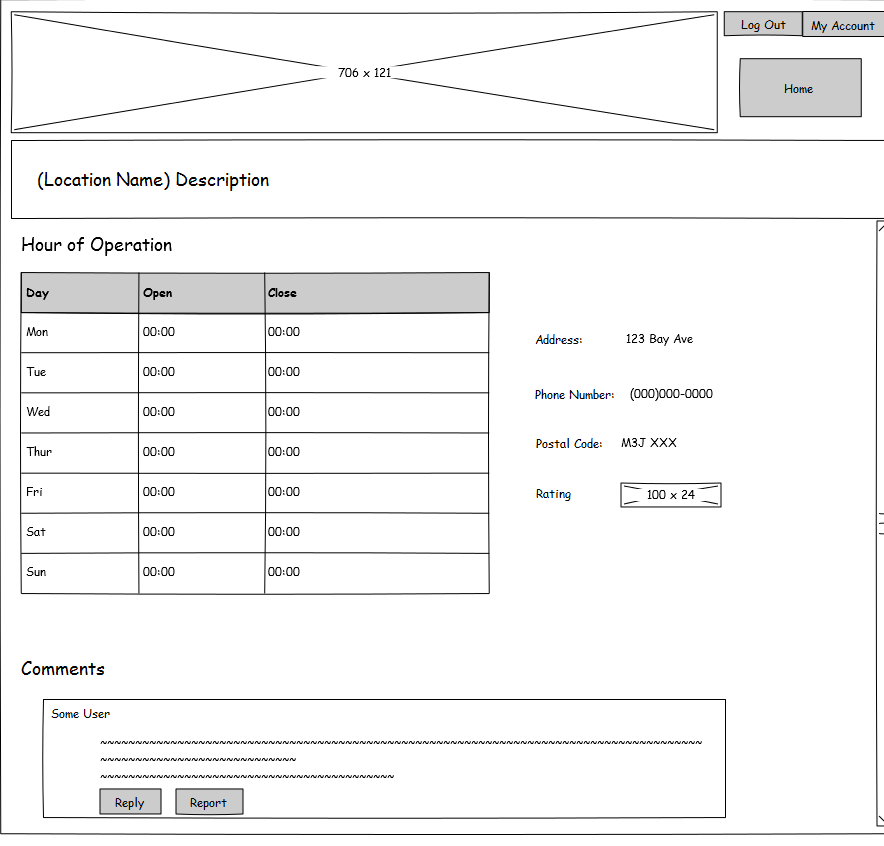 706 x 121
Log Out
My Account
Home
(Location Name) Description
Hour of Operation
Day Open Close
Mon 00:00 00:00
Tue 00:00 00:00
Wed 00:00 00:00
Thur 00:00 00:00
Fri 00:00 00:00
Sat 00:00 00:00
Sun 00:00 00:00
Address: 123 Bay Ave
Phone Number: (000)000-0000
Postal Code: M3J XXX
Rating 100 x 24
Comments
Some User
Reply
Report